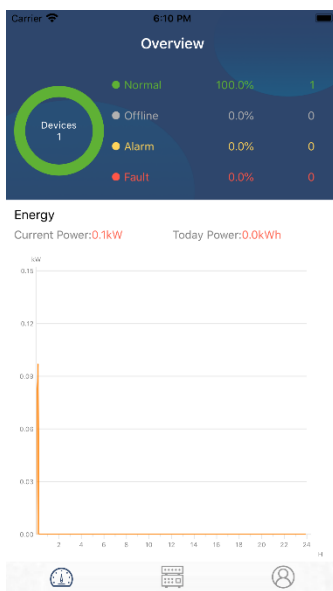 Carrier 6:10 PM
Overview
Devices
1
Normal 100.0% 1
Offline 0.0% 0
Alarm 0.0% 0
Fault 0.0% 0
Energy
Current Power:0.1kW Today Power:0.0kWh
kW
0.15
0.12
0.09
0.06
0.03
0.00
2 4 6 8 10 12 14 16 18 20 22 24
H